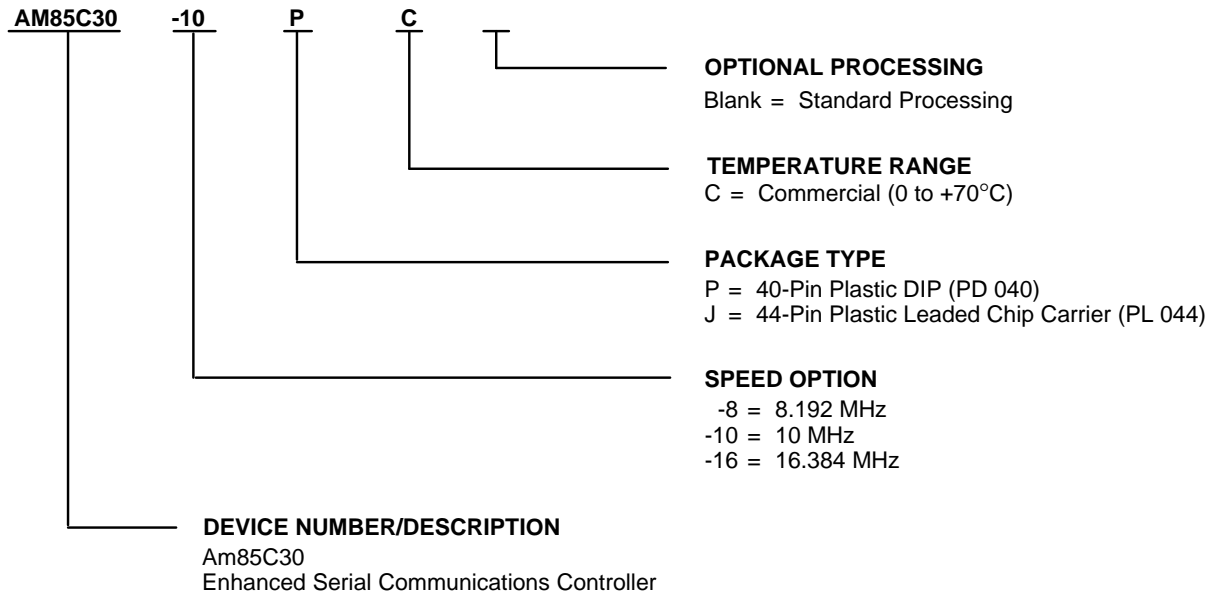 AM85C30 -10 P C
OPTIONAL PROCESSING
Blank = Standard Processing
TEMPERATURE RANGE
C = Commercial (0 to +70°C)
PACKAGE TYPE
P = 40-Pin Plastic DIP (PD 040)
J = 44-Pin Plastic Leaded Chip Carrier (PL 044)
SPEED OPTION
-8 = 8.192 MHz
-10 = 10 MHz
-16 = 16.384 MHz
DEVICE NUMBER/DESCRIPTION
Am85C30
Enhanced Serial Communications Controller